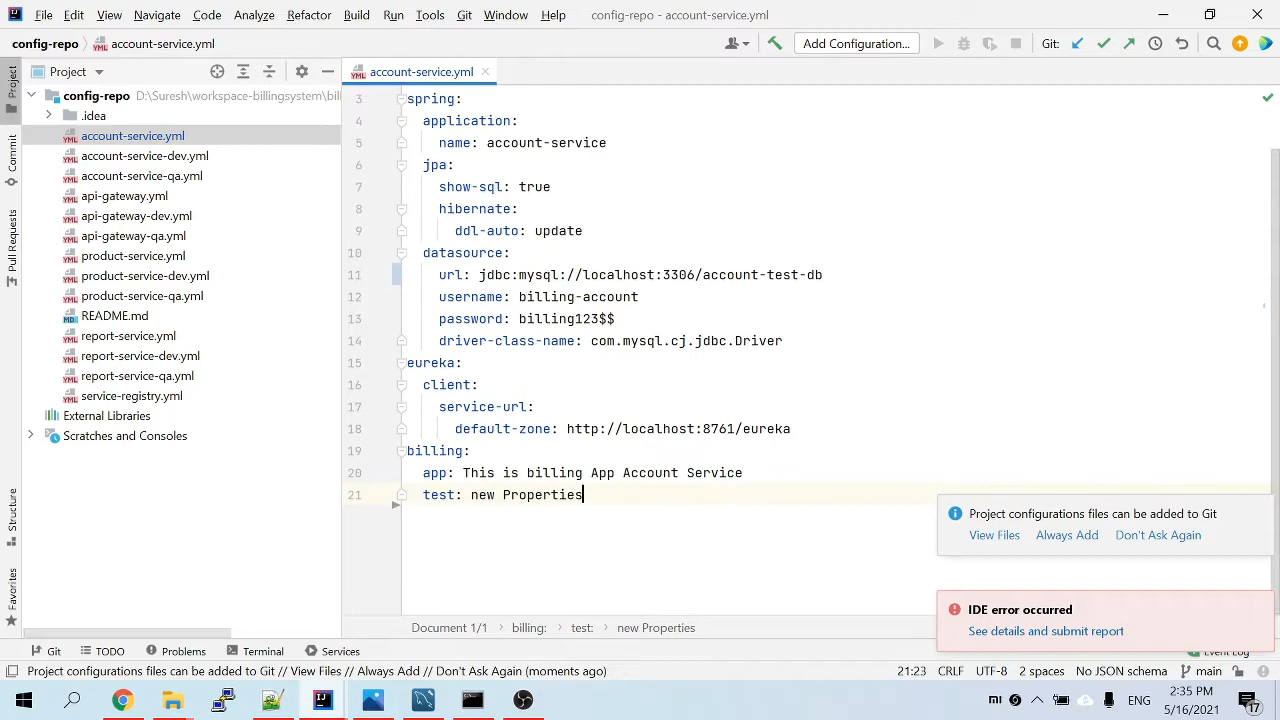 File Edit View Navigate Code Analyze Refactor Build Run Tools Git Window Help config-repo - account-service.yml
config-repo account-service.yml Add Configuration... Git:
Project account-service.yml
config-repo D:\Suresh\workspace-billingsystem\bil
.idea
account-service.yml
account-service-dev.yml
account-service-qa.yml
api-gateway.yml
api-gateway-dev.yml
api-gateway-qa.yml
product-service.yml
product-service-dev.yml
product-service-qa.yml
README.md
report-service.yml
report-service-dev.yml
report-service-qa.yml
service-registry.yml
External Libraries
Scratches and Consoles
Project
Commit
Pull Requests
Structure
Favorites
3 spring:
4 application:
5 name: account-service
6 jpa:
7 show-sql: true
8 hibernate:
9 ddl-auto: update
10 datasource:
11 url: jdbc:mysql://localhost:3306/account-test-db
12 username: billing-account
13 password: billing123$$
14 driver-class-name: com.mysql.cj.jdbc.Driver
15 eureka:
16 client:
17 service-url:
18 default-zone: http://localhost:8761/eureka
19 billing:
20 app: This is billing App Account Service
21 test: new Properties
Project configurations files can be added to Git
View Files Always Add Don't Ask Again
IDE error occurred
See details and submit report
Document 1/1 billing: test: new Properties
Git TODO Problems Terminal Services Event Log
Project configurations files can be added to Git // View Files // Always Add // Don't Ask Again (moments ago) 21:23 CRLF UTF-8 2 spaces No JSON schema main
ENG :35 PM
5/16/2021 17